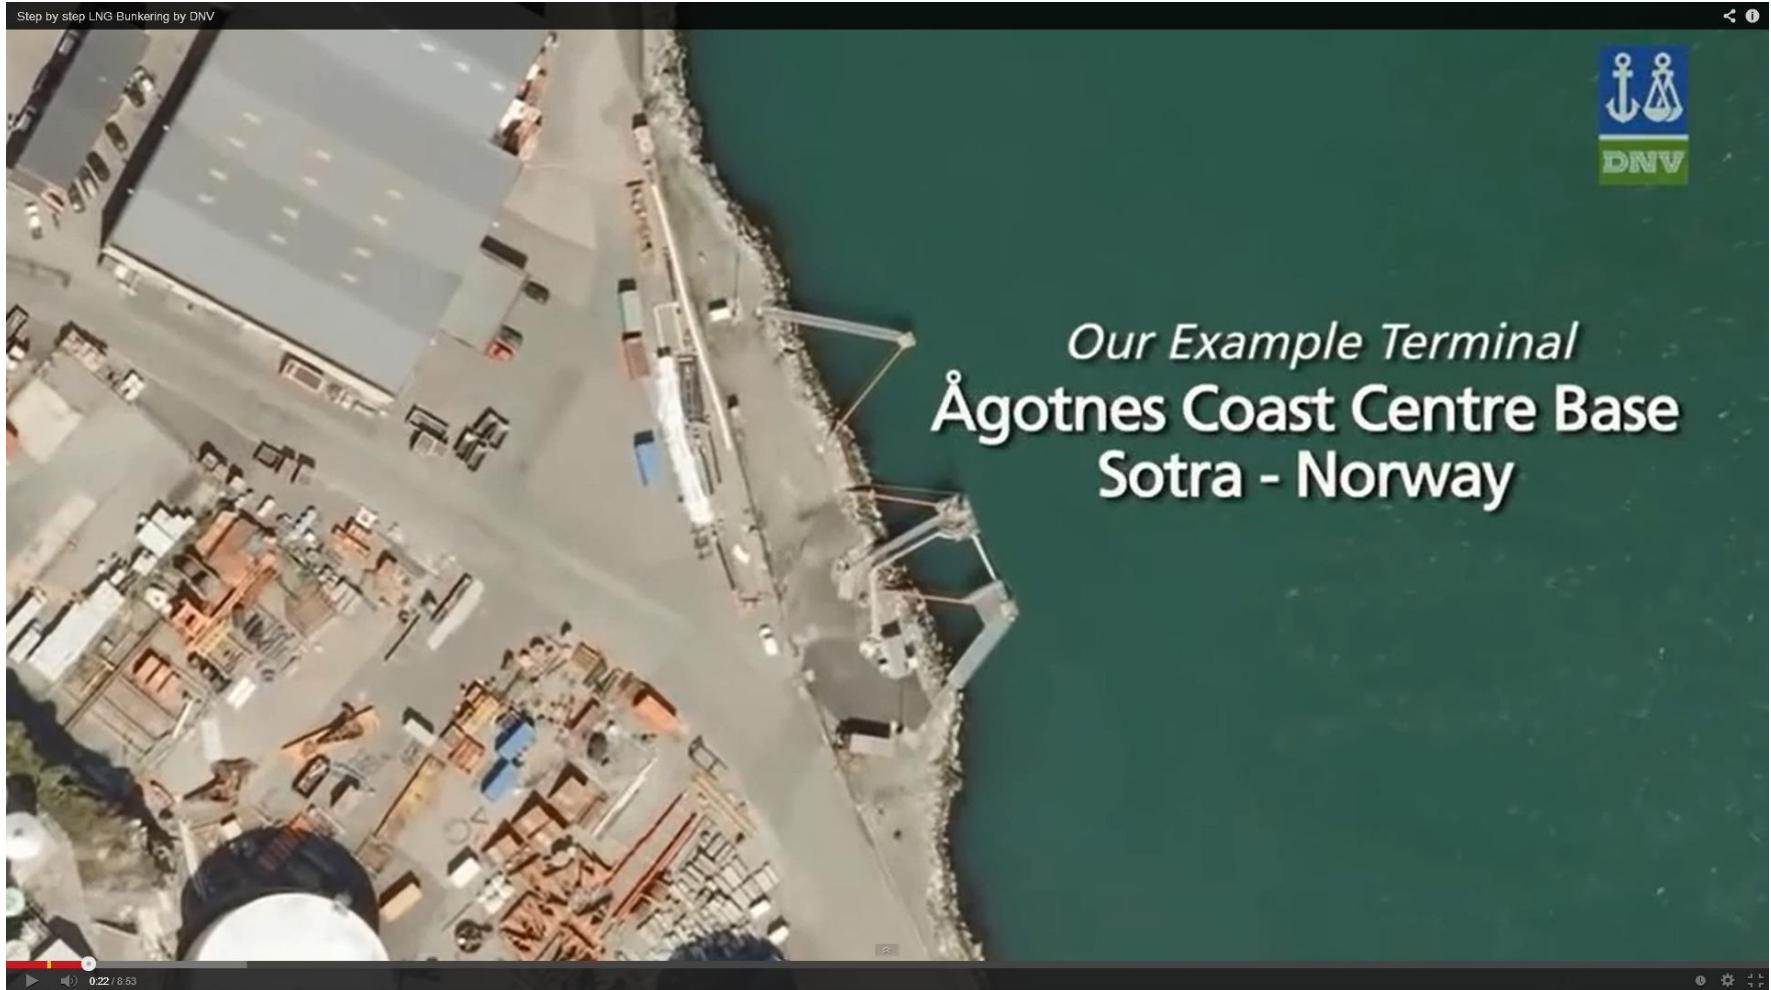 Step by step LNG Bunkering by DNV
DNV
Our Example Terminal
Ågotnes Coast Centre Base
Sotra - Norway
0:22 / 8:53